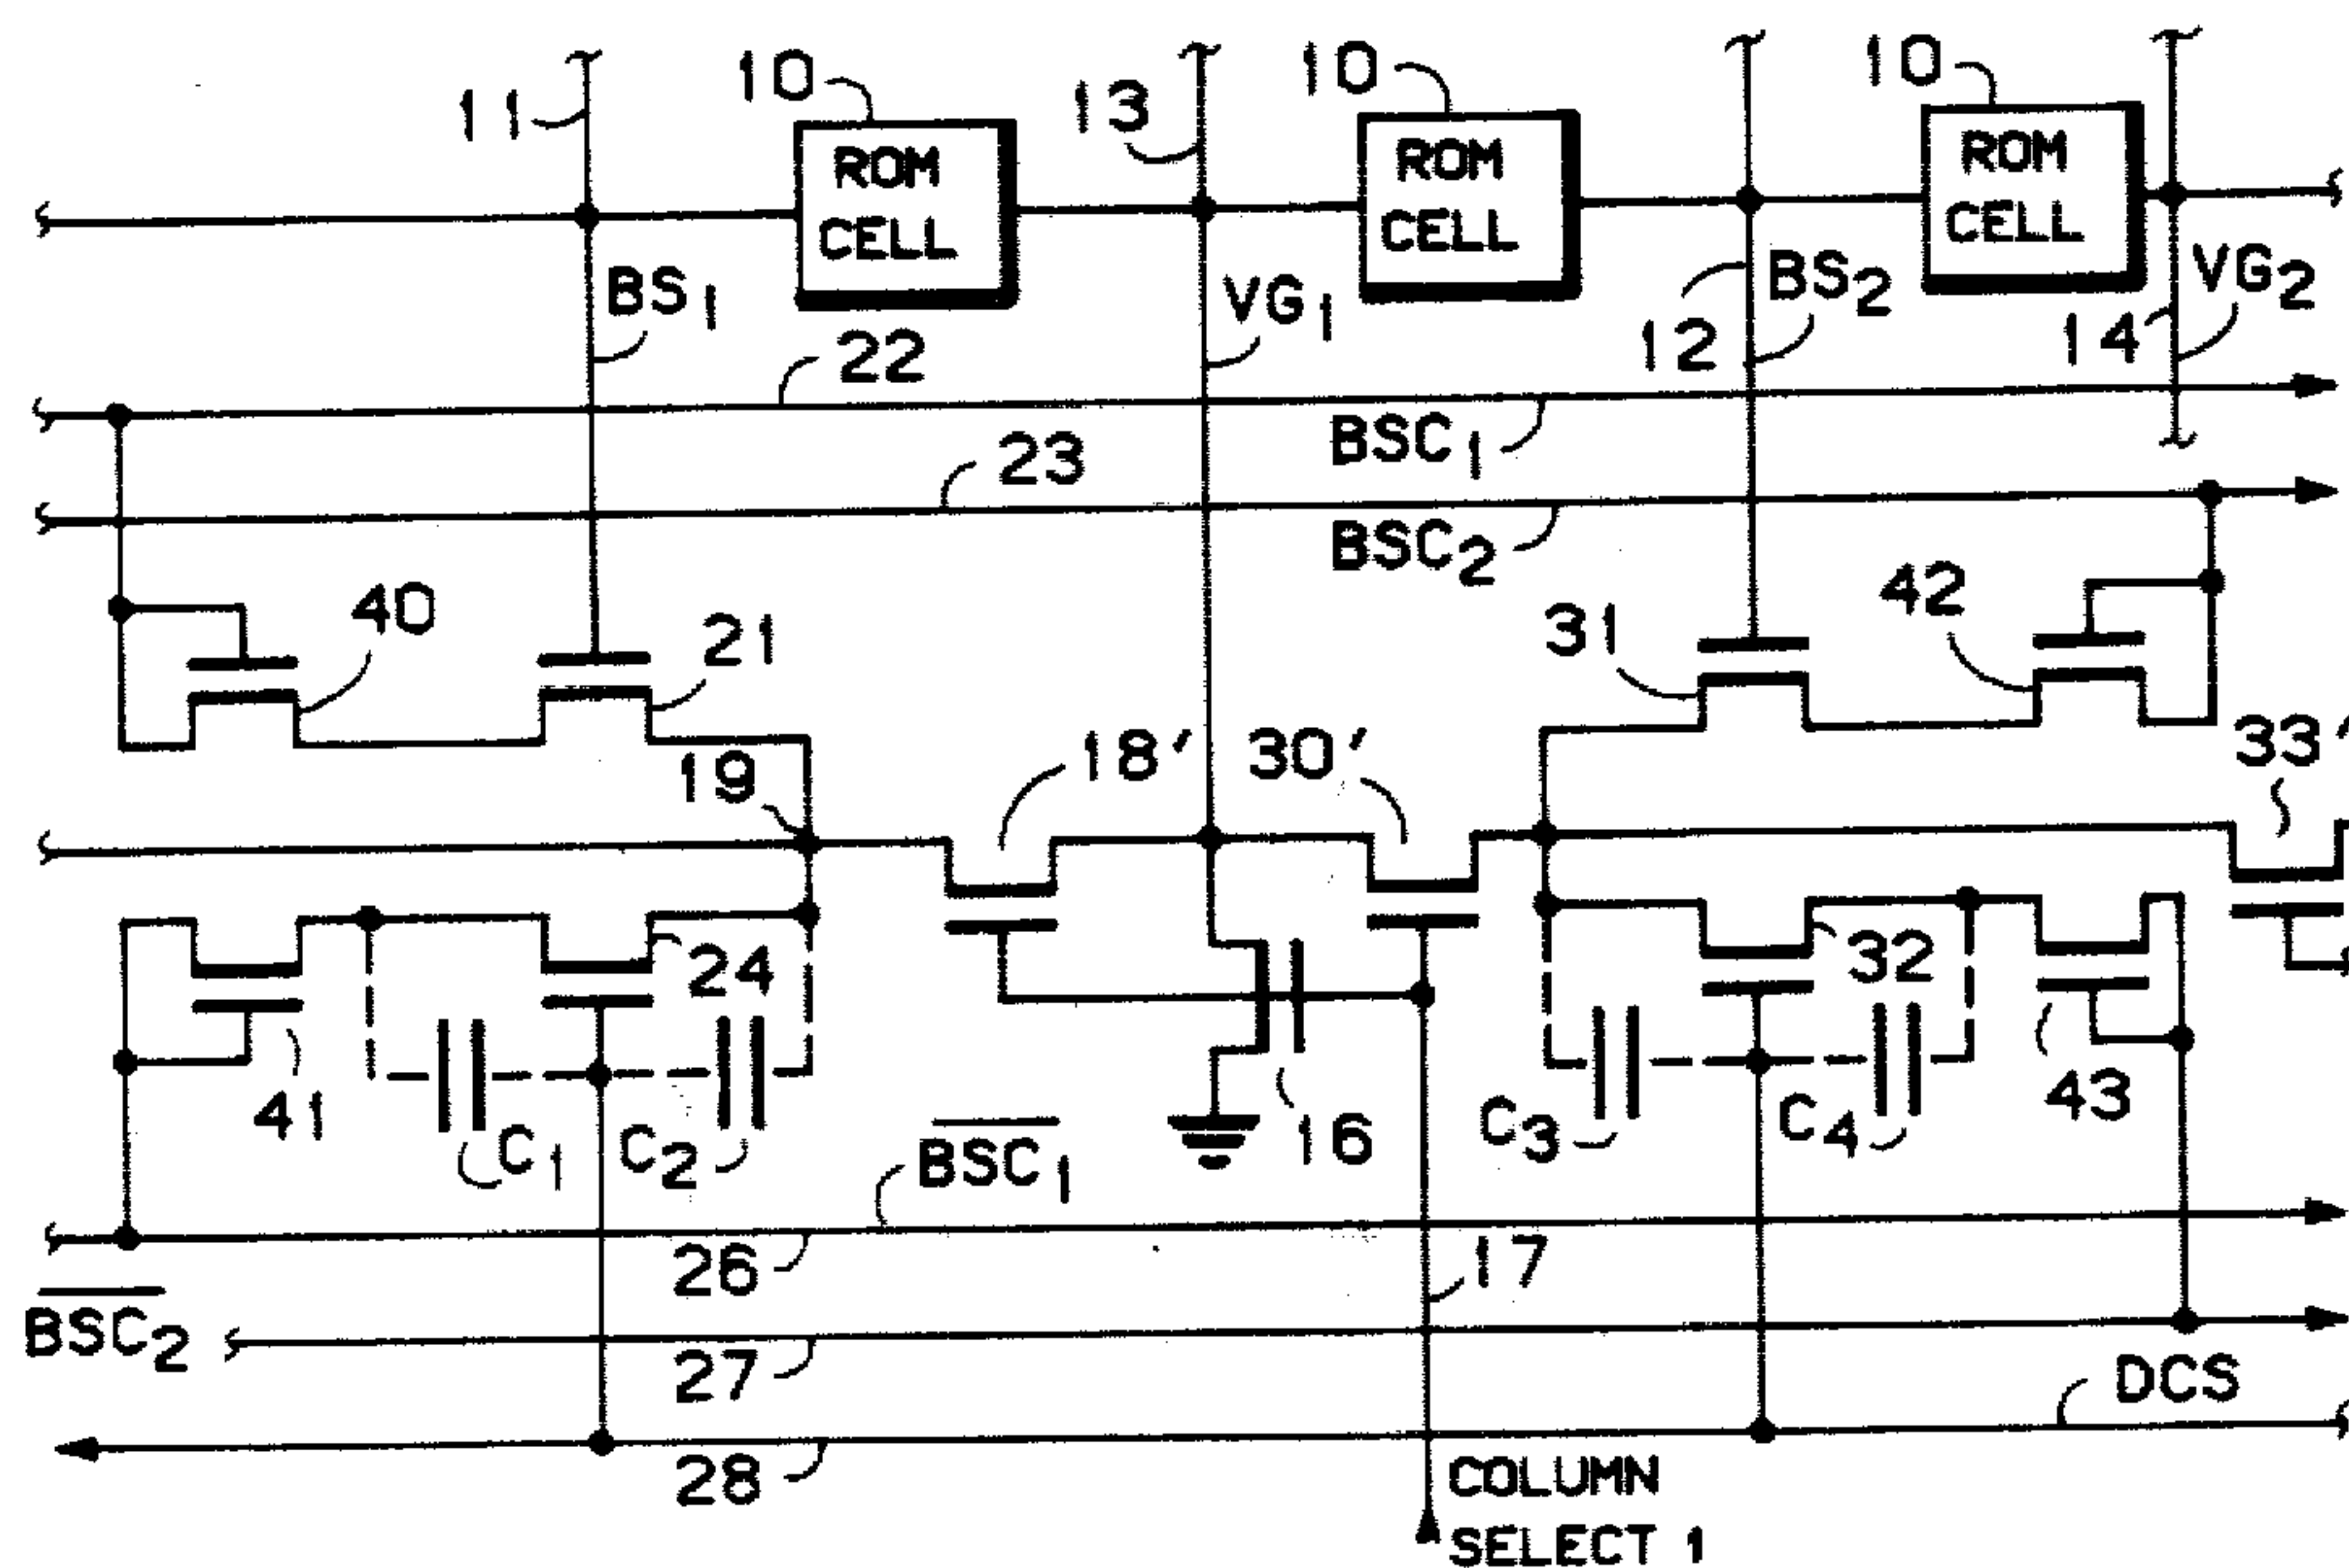 10
10
10
11
13
ROM
CELL
ROM
CELL
ROM
CELL
BS1
VG1
BS2
VG2
12
14
22
BSC1
23
BSC2
40
21
31
42
19
18'
30'
33'
24
32
41
C1
C2
16
C3
C4
43
BSC1
26
17
BSC2
27
DCS
28
COLUMN
SELECT 1